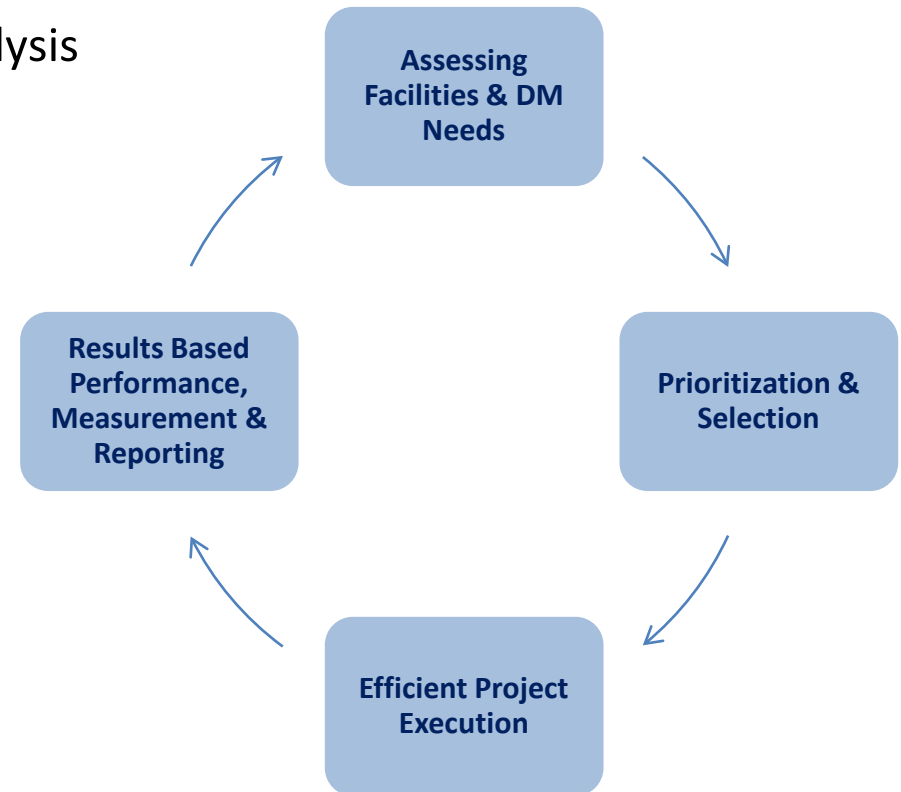 lysis
Assessing
Facilities & DM
Needs
Prioritization &
Selection
Efficient Project
Execution
Results Based
Performance,
Measurement &
Reporting